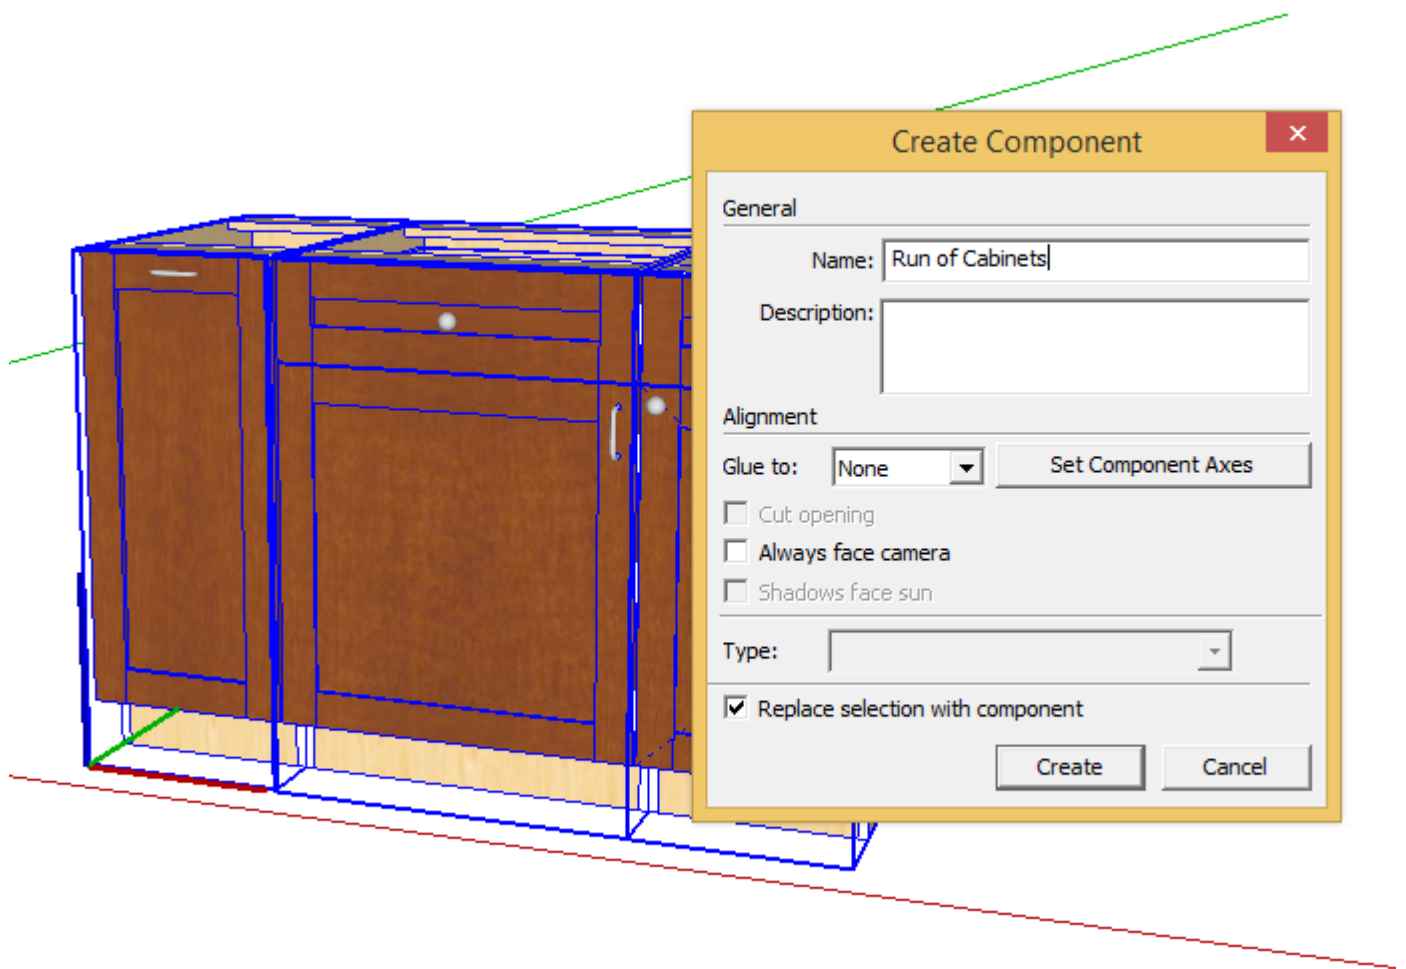 Create Component
General
Name: Run of Cabinets
Description:
Alignment
Glue to: None Set Component Axes
Cut opening
Always face camera
Shadows face sun
Type:
Replace selection with component
Create Cancel